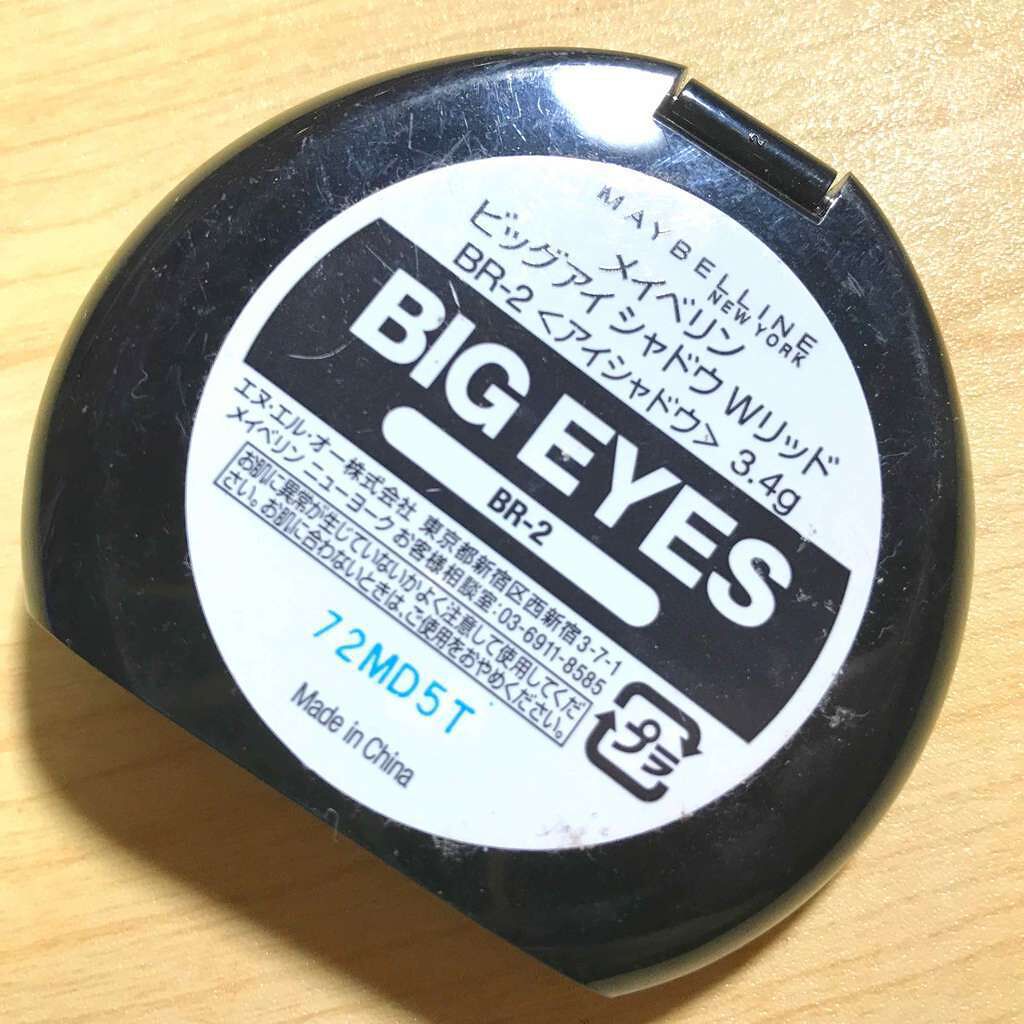 MAYBELLINE
NEW YORK
メイベリン
ビッグアイシャドウ Wリッド
BR-2 <アイシャドウ> 3.4g
BIG EYES
BR-2
エヌ・エル・オー株式会社 東京都新宿区西新宿3-7-1
メイベリン ニューヨーク お客様相談室:03-6911-8585
お肌に異常が生じていないかよく注意して使用してくだ
さい。お肌に合わないときは、ご使用をおやめください。
プラ
72MD5T
Made in China